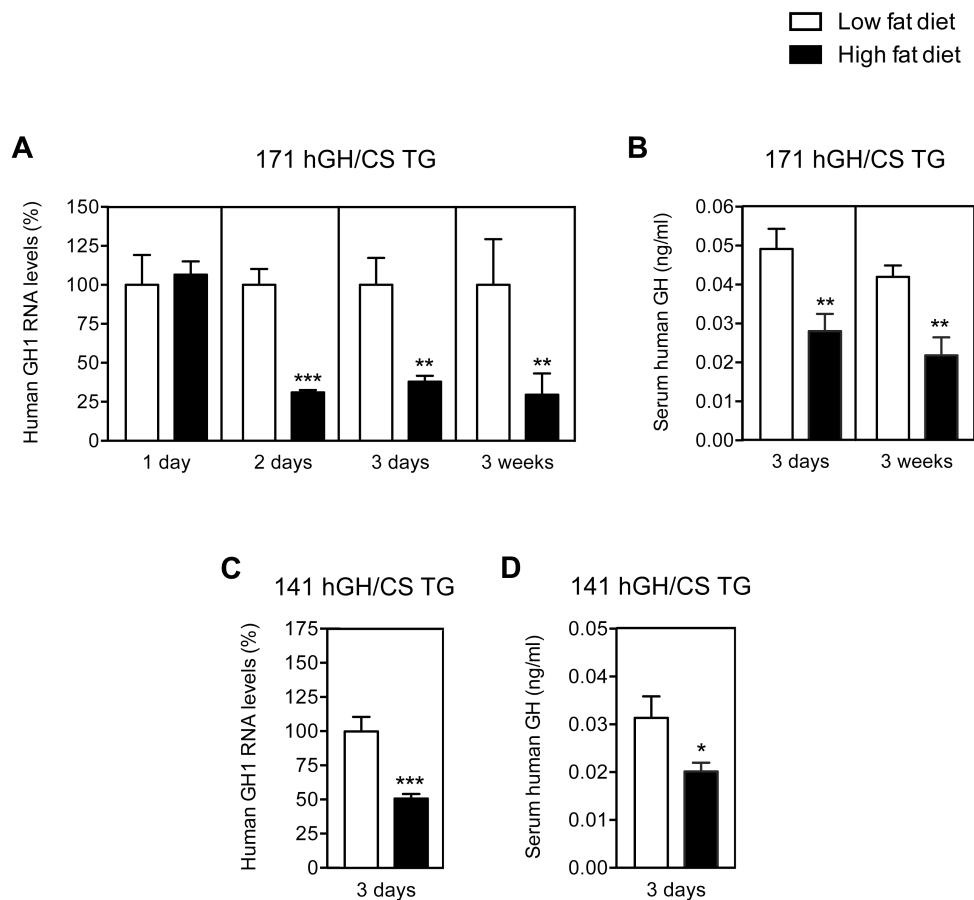 Low fat diet
High fat diet
A
171 hGH/CS TG
Human GH1 RNA levels (%)
150
125
100
75
50
25
0
***
**
**
1 day
2 days
3 days
3 weeks
B
171 hGH/CS TG
Serum human GH (ng/ml)
0.06
0.05
0.04
0.03
0.02
0.01
0.00
**
**
3 days
3 weeks
C
141 hGH/CS TG
Human GH1 RNA levels (%)
175
150
125
100
75
50
25
0
***
3 days
D
141 hGH/CS TG
Serum human GH (ng/ml)
0.05
0.04
0.03
0.02
0.01
0.00
*
3 days